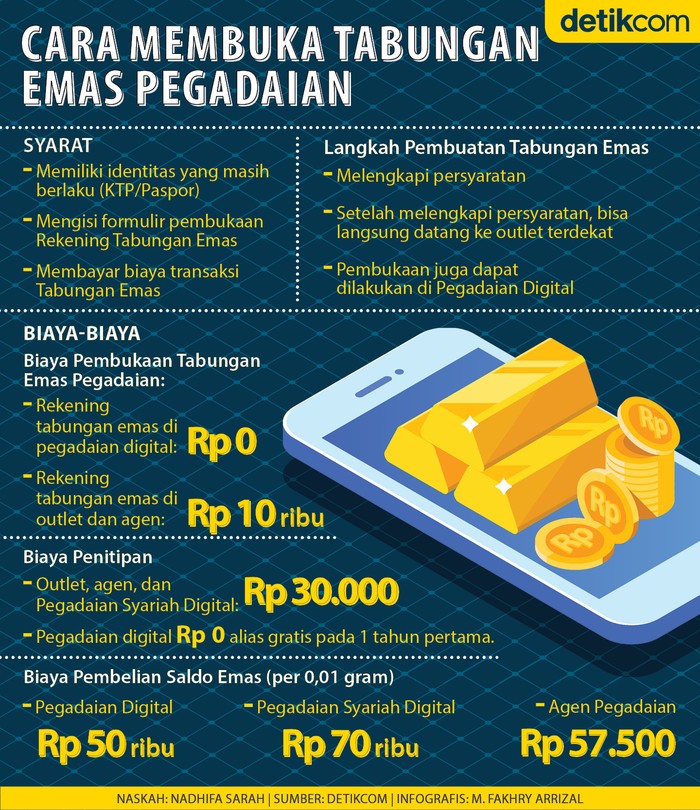 detikcom
CARA MEMBUKA TABUNGAN
EMAS PEGADAIAN
SYARAT
- Memiliki identitas yang masih
berlaku (KTP/Paspor)
- Mengisi formulir pembukaan
Rekening Tabungan Emas
- Membayar biaya transaksi
Tabungan Emas
Langkah Pembuatan Tabungan Emas
- Melengkapi persyaratan
- Setelah melengkapi persyaratan, bisa
langsung datang ke outlet terdekat
- Pembukaan juga dapat
dilakukan di Pegadaian Digital
BIAYA-BIAYA
Biaya Pembukaan Tabungan
Emas Pegadaian:
- Rekening
tabungan emas di
pegadaian digital: Rp 0
- Rekening
tabungan emas di
outlet dan agen: Rp 10 ribu
Rp
Rp
Rp
Biaya Penitipan
- Outlet, agen, dan
Pegadaian Syariah Digital: Rp 30.000
- Pegadaian digital Rp 0 alias gratis pada 1 tahun pertama.
Biaya Pembelian Saldo Emas (per 0,01 gram)
- Pegadaian Digital
Rp 50 ribu
- Pegadaian Syariah Digital
Rp 70 ribu
- Agen Pegadaian
Rp 57.500
NASKAH: NADHIFA SARAH | SUMBER: DETIKCOM | INFOGRAFIS: M. FAKHRY ARRIZAL